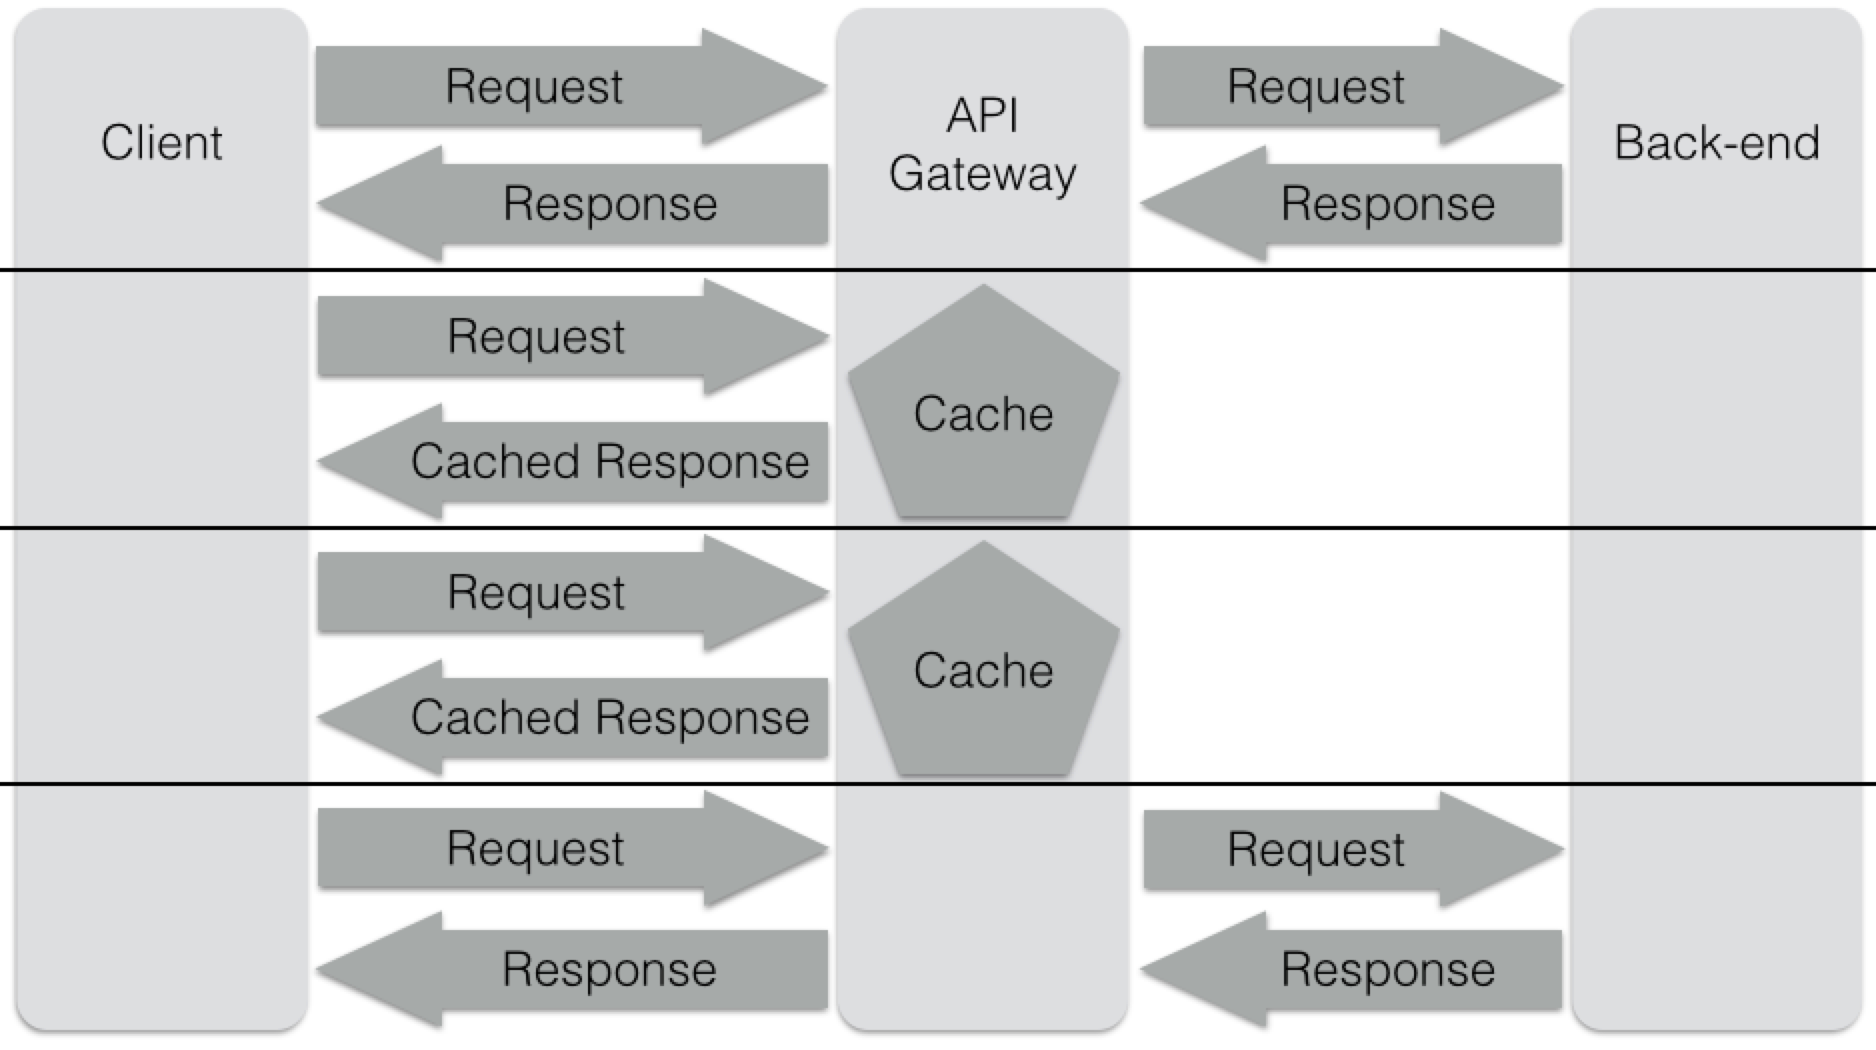 Client
Request
Response
API
Gateway
Request
Response
Back-end
Request
Cached Response
Cache
Request
Cached Response
Cache
Request
Response
Request
Response